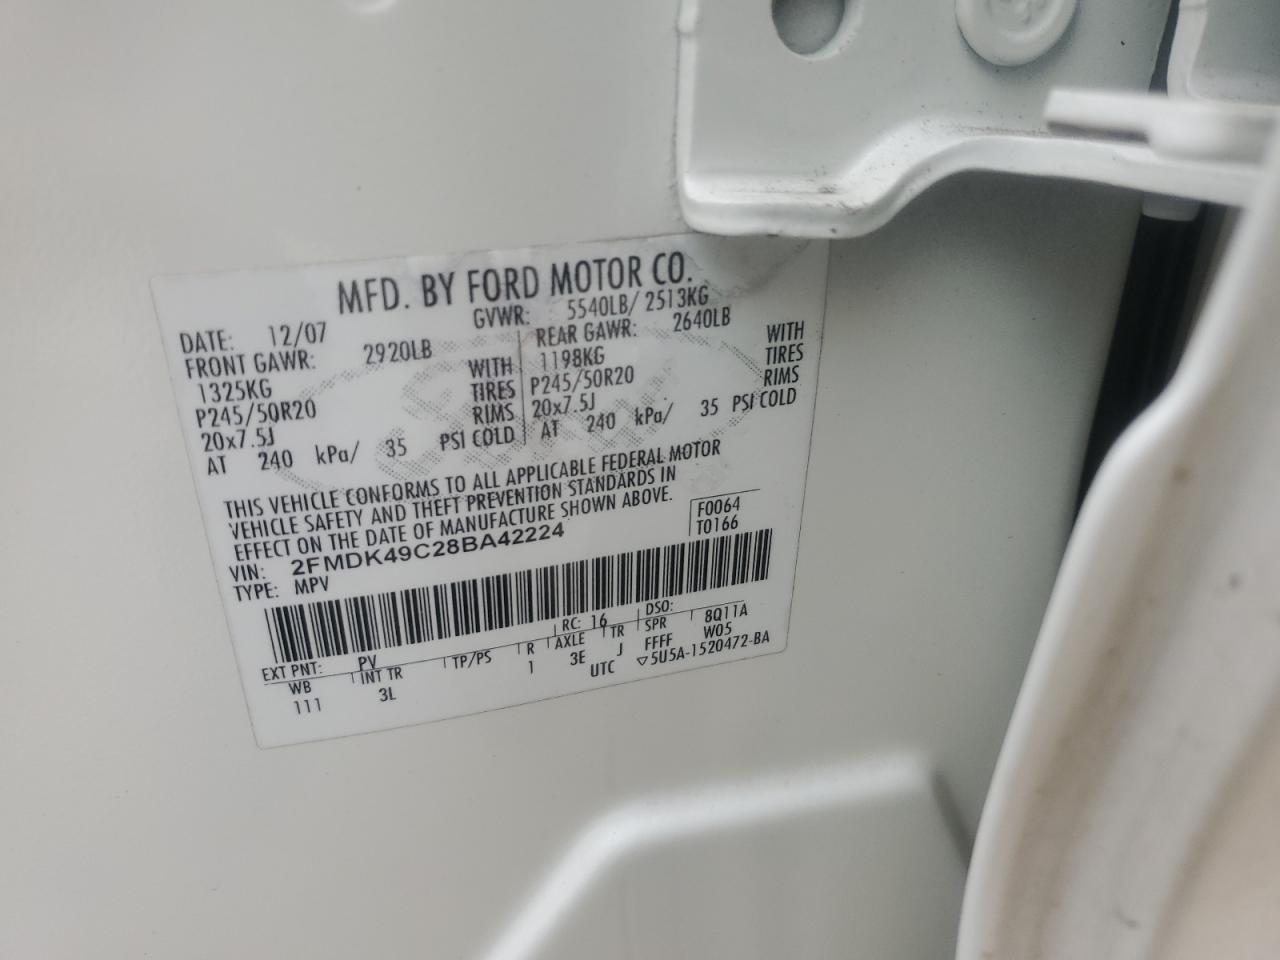 MFD. BY FORD MOTOR CO.
DATE: 12/07 GVWR: 5540LB/ 2513KG
FRONT GAWR: 2920LB REAR GAWR: 2640LB
1325KG WITH 1198KG WITH
P245/50R20 TIRES P245/50R20 TIRES
20x7.5J RIMS 20x7.5J RIMS
AT 240 kPa/ 35 PSI COLD AT 240 kPa/ 35 PSI COLD
THIS VEHICLE CONFORMS TO ALL APPLICABLE FEDERAL MOTOR
VEHICLE SAFETY AND THEFT PREVENTION STANDARDS IN
EFFECT ON THE DATE OF MANUFACTURE SHOWN ABOVE.
VIN: 2FMDK49C28BA42224 F0064
TYPE: MPV T0166
EXT PNT: PV RC: 16 DSO:
WB INT TR TP/PS R AXLE TR SPR 8Q11A
111 3L 1 3E J FFFF W05
UTC ▽5U5A-1520472-BA